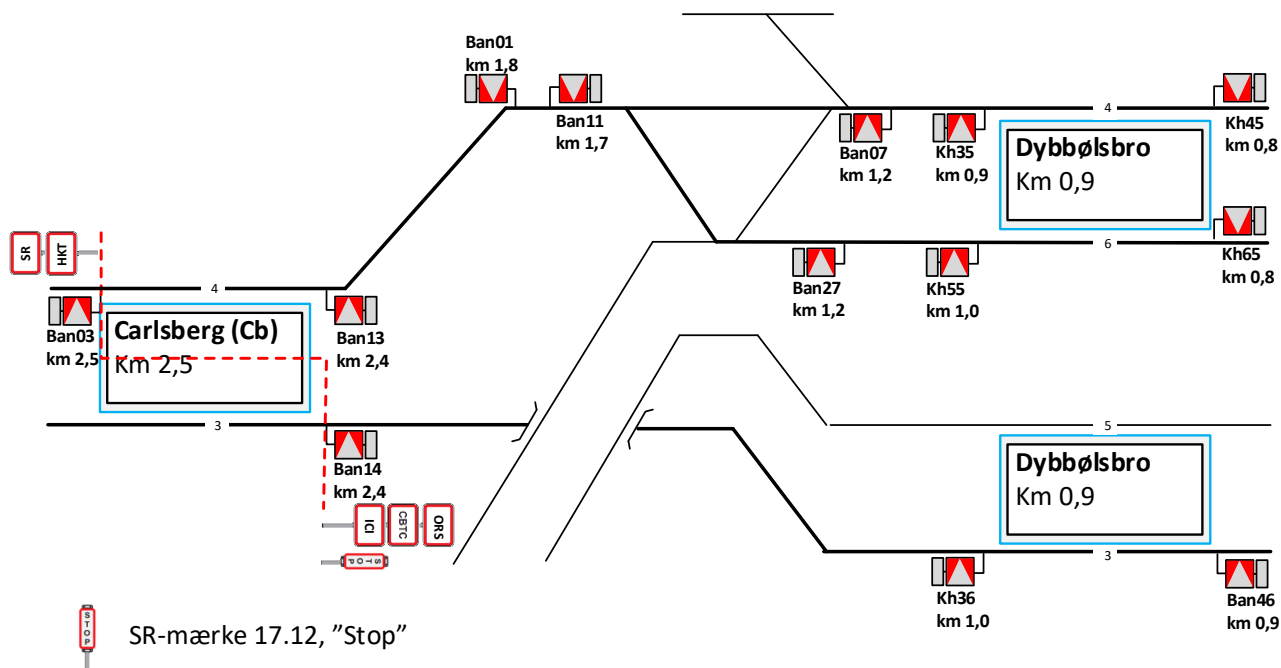 Ban01
km 1,8
Ban11
km 1,7
4
Ban07
km 1,2
Kh35
km 0,9
Dybbølsbro
Km 0,9
Kh45
km 0,8
SR
HKT
4
Ban03
km 2,5
Carlsberg (Cb)
Km 2,5
Ban13
km 2,4
6
Ban27
km 1,2
Kh55
km 1,0
Kh65
km 0,8
3
Ban14
km 2,4
5
Dybbølsbro
Km 0,9
ICI
CBTC
ORS
STOP
3
Kh36
km 1,0
Ban46
km 0,9
STOP
SR-mærke 17.12, ”Stop”